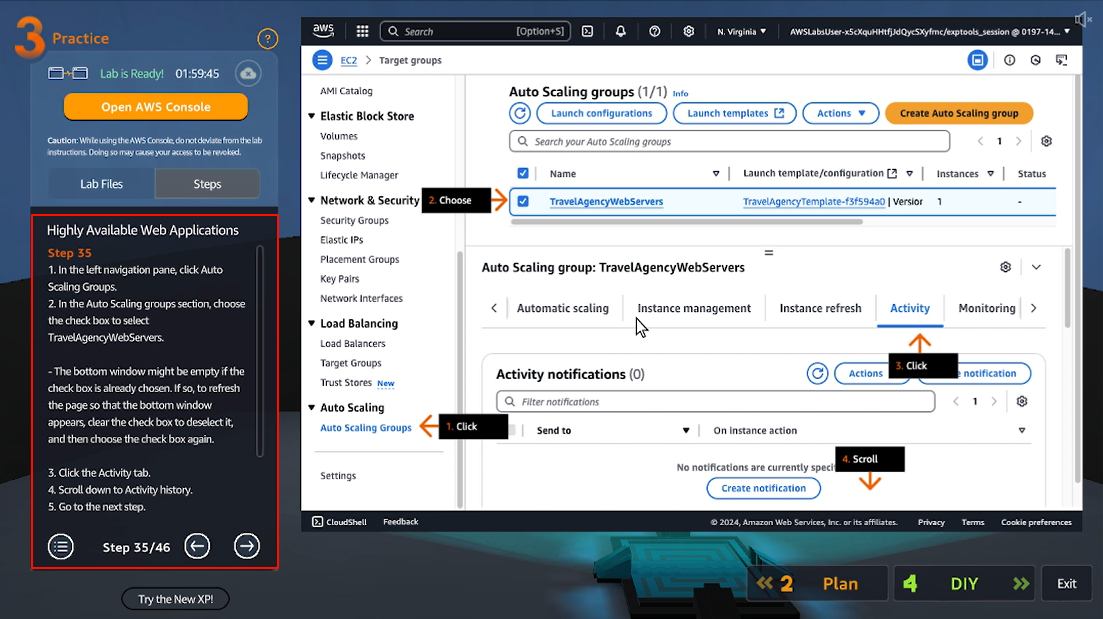 3 Practice
?
Lab is Ready! 01:59:45
Open AWS Console
Caution: While using the AWS Console, do not deviate from the lab
instructions. Doing so may cause your access to be revoked.
Lab Files
Steps
Highly Available Web Applications
Step 35
1. In the left navigation pane, click Auto
Scaling Groups.
2. In the Auto Scaling groups section, choose
the check box to select
TravelAgencyWebServers.
- The bottom window might be empty if the
check box is already chosen. If so, to refresh
the page so that the bottom window
appears, clear the check box to deselect it,
and then choose the check box again.
3. Click the Activity tab.
4. Scroll down to Activity history.
5. Go to the next step.
Step 35/46
Try the New XP!
aws
Search
[Option+S]
N. Virginia
AWSLabsUser-x5cXquHHtfjJdQycSXyfmc/exptools_session @ 0197-14...
EC2 > Target groups
AMI Catalog
Elastic Block Store
Volumes
Snapshots
Lifecycle Manager
Network & Security
Security Groups
Elastic IPs
Placement Groups
Key Pairs
Network Interfaces
Load Balancing
Load Balancers
Target Groups
Trust Stores New
Auto Scaling
Auto Scaling Groups
Settings
1. Click
2. Choose
Auto Scaling groups (1/1) Info
Launch configurations
Launch templates
Actions
Create Auto Scaling group
Search your Auto Scaling groups
1
Name
Launch template/configuration
Instances
Status
TravelAgencyWebServers
TravelAgencyTemplate-f3f594a0 | Version
1
-
Auto Scaling group: TravelAgencyWebServers
Automatic scaling
Instance management
Instance refresh
Activity
Monitoring
3. Click
Activity notifications (0)
Actions
notification
Filter notifications
1
Send to
On instance action
4. Scroll
No notifications are currently speci
Create notification
CloudShell
Feedback
© 2024, Amazon Web Services, Inc. or its affiliates.
Privacy
Terms
Cookie preferences
2 Plan
4 DIY
Exit